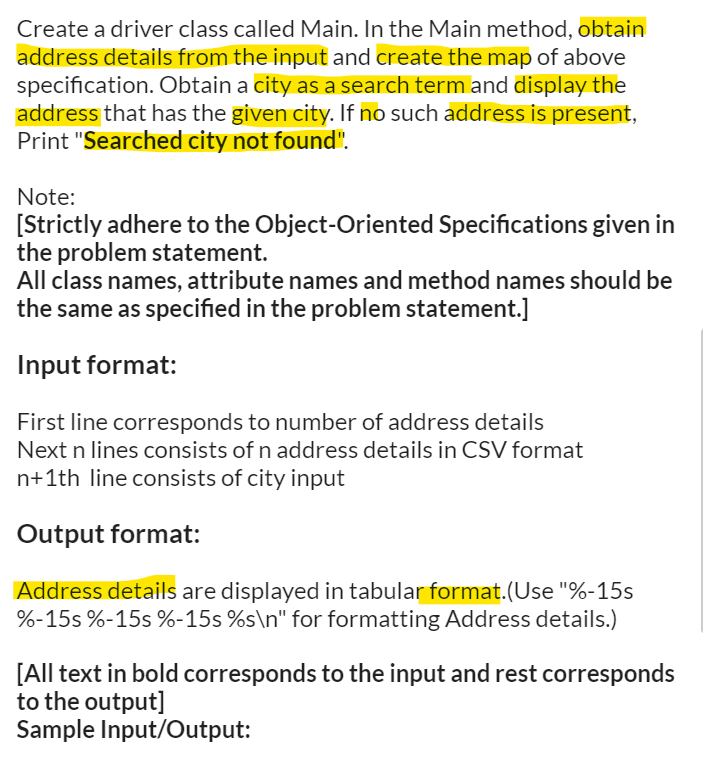 Create a driver class called Main. In the Main method, obtain
address details from the input and create the map of above
specification. Obtain a city as a search term and display the
address that has the given city. If no such address is present,
Print "Searched city not found".
Note:
[Strictly adhere to the Object-Oriented Specifications given in
the problem statement.
All class names, attribute names and method names should be
the same as specified in the problem statement.]
Input format:
First line corresponds to number of address details
Next n lines consists of n address details in CSV format
n+1th line consists of city input
Output format:
Address details are displayed in tabular format.(Use "%-15s
%-15s %-15s %-15s %s\n" for formatting Address details.)
[All text in bold corresponds to the input and rest corresponds
to the output]
Sample Input/Output: